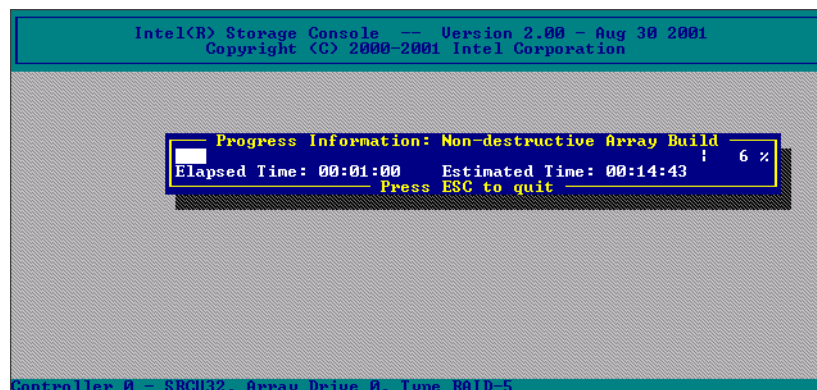 Intel(R) Storage Console -- Version 2.00 - Aug 30 2001
Copyright (C) 2000-2001 Intel Corporation
Progress Information: Non-destructive Array Build
6 %
Elapsed Time: 00:01:00 Estimated Time: 00:14:43
Press ESC to quit
Controller 0 - SRCU32, Array Drive 0, Type RAID-5